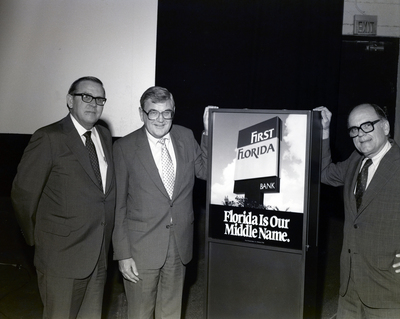 EXIT
FIRST
FLORIDA
BANK
Florida Is Our
Middle Name.